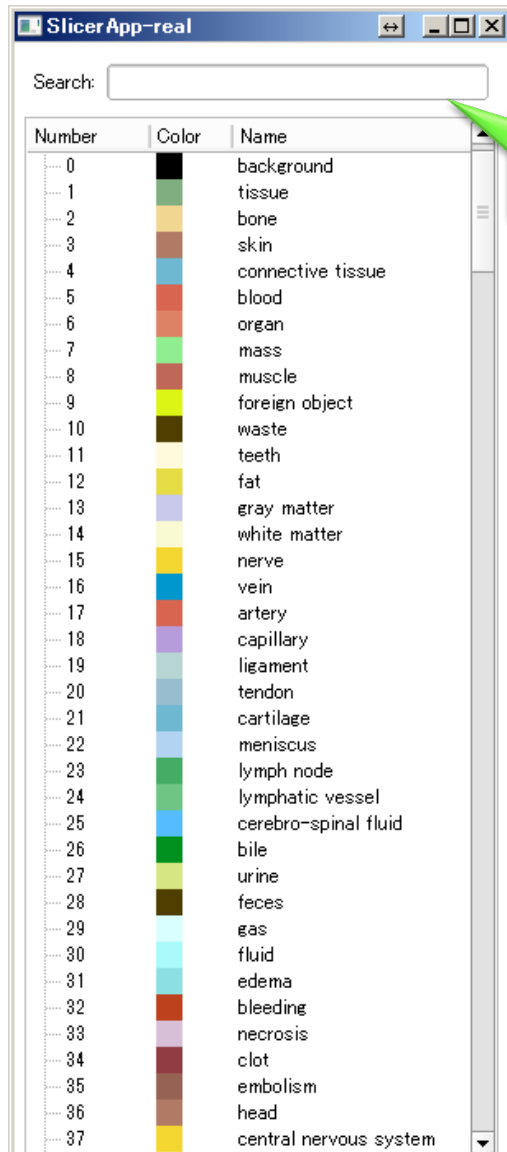 SlicerApp-real
Search:
Number Color Name
0 background
1 tissue
2 bone
3 skin
4 connective tissue
5 blood
6 organ
7 mass
8 muscle
9 foreign object
10 waste
11 teeth
12 fat
13 gray matter
14 white matter
15 nerve
16 vein
17 artery
18 capillary
19 ligament
20 tendon
21 cartilage
22 meniscus
23 lymph node
24 lymphatic vessel
25 cerebro-spinal fluid
26 bile
27 urine
28 feces
29 gas
30 fluid
31 edema
32 bleeding
33 necrosis
34 clot
35 embolism
36 head
37 central nervous system